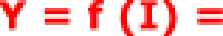 Y = f (I) =